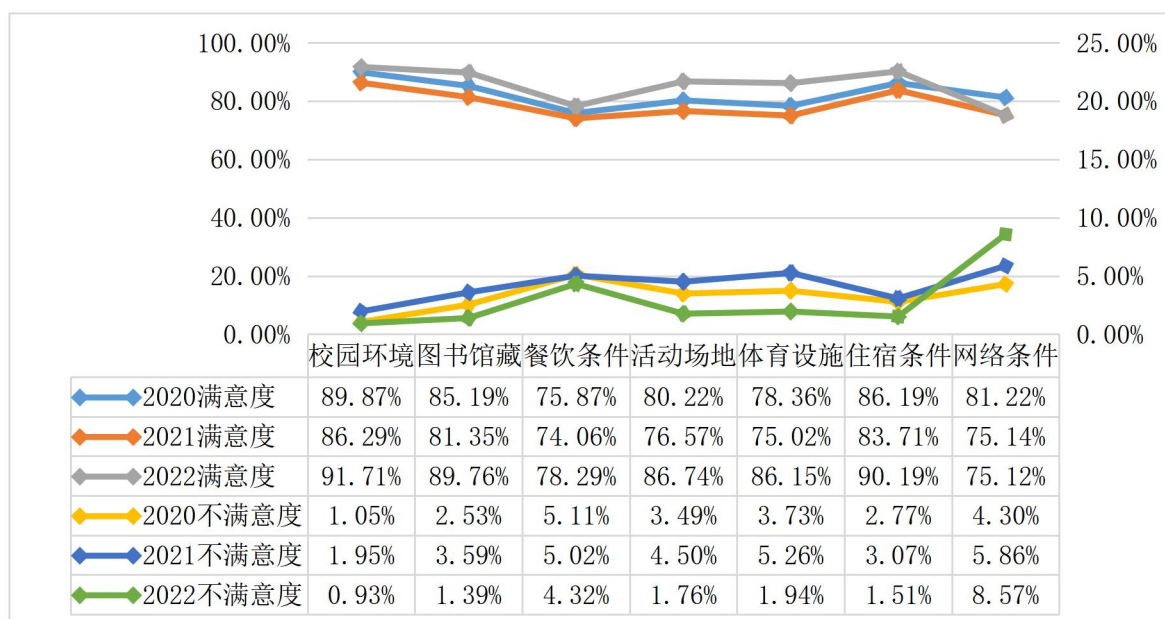 100.00% 25.00%
80.00% 20.00%
60.00% 15.00%
40.00% 10.00%
20.00% 5.00%
0.00% 0.00%
校园环境 图书馆藏 餐饮条件 活动场地 体育设施 住宿条件 网络条件
2020满意度 89.87% 85.19% 75.87% 80.22% 78.36% 86.19% 81.22%
2021满意度 86.29% 81.35% 74.06% 76.57% 75.02% 83.71% 75.14%
2022满意度 91.71% 89.76% 78.29% 86.74% 86.15% 90.19% 75.12%
2020不满意度 1.05% 2.53% 5.11% 3.49% 3.73% 2.77% 4.30%
2021不满意度 1.95% 3.59% 5.02% 4.50% 5.26% 3.07% 5.86%
2022不满意度 0.93% 1.39% 4.32% 1.76% 1.94% 1.51% 8.57%